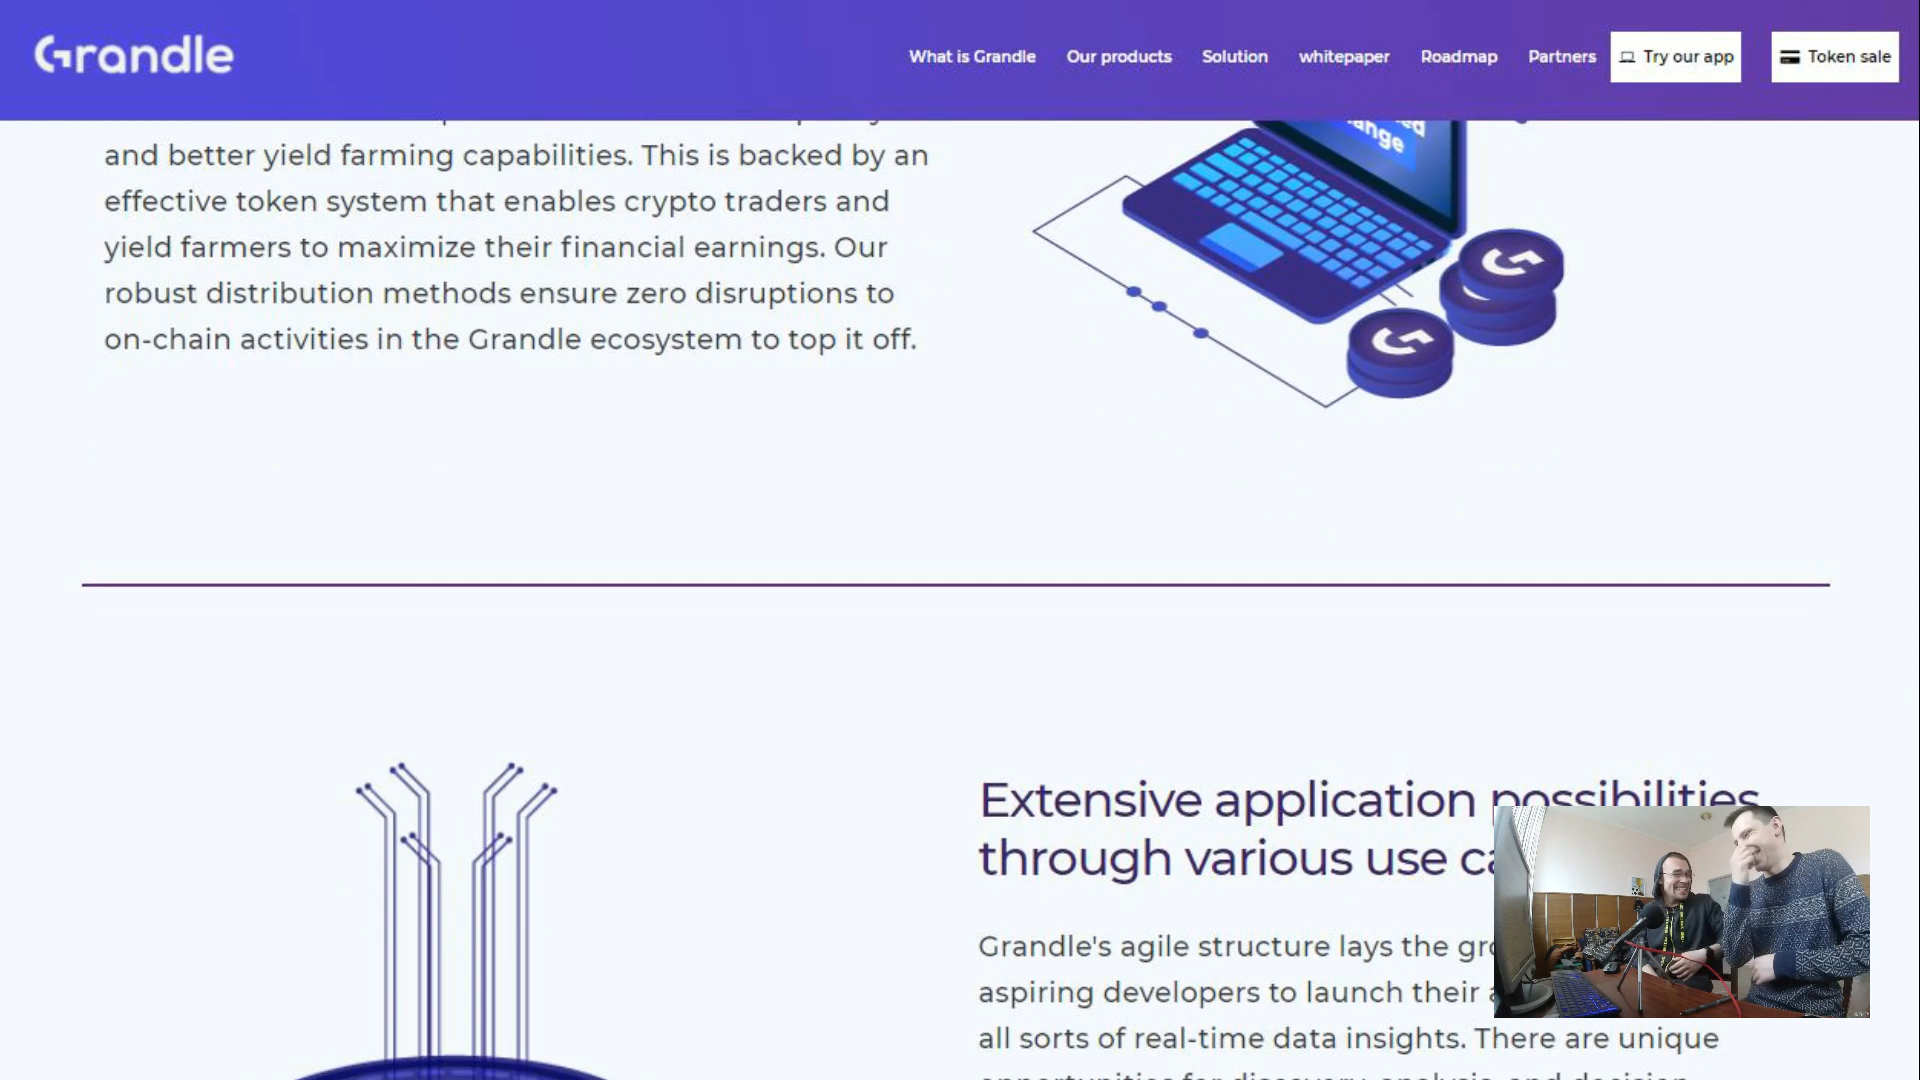 Grandle
What is Grandle
Our products
Solution
whitepaper
Roadmap
Partners
Try our app
Token sale
and better yield farming capabilities. This is backed by an
effective token system that enables crypto traders and
yield farmers to maximize their financial earnings. Our
robust distribution methods ensure zero disruptions to
on-chain activities in the Grandle ecosystem to top it off.
Extensive application possibilities
through various use
Grandle's agile structure lays the
aspiring developers to launch their
all sorts of real-time data insights. There are unique